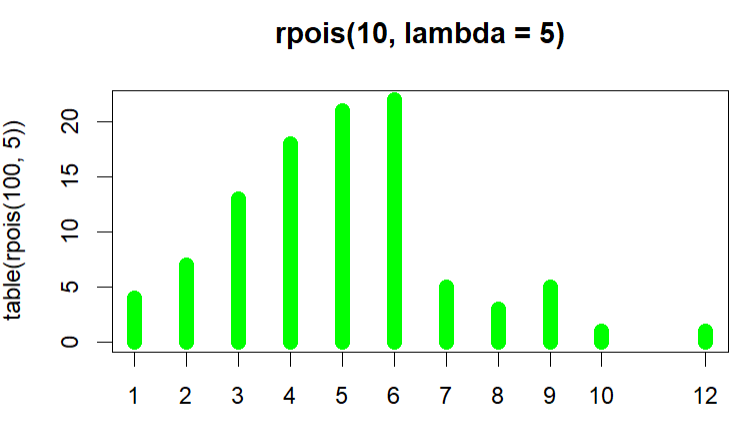 rpois(10, lambda = 5)
table(rpois(100, 5))
20
15
10
5
0
1 2 3 4 5 6 7 8 9 10 12